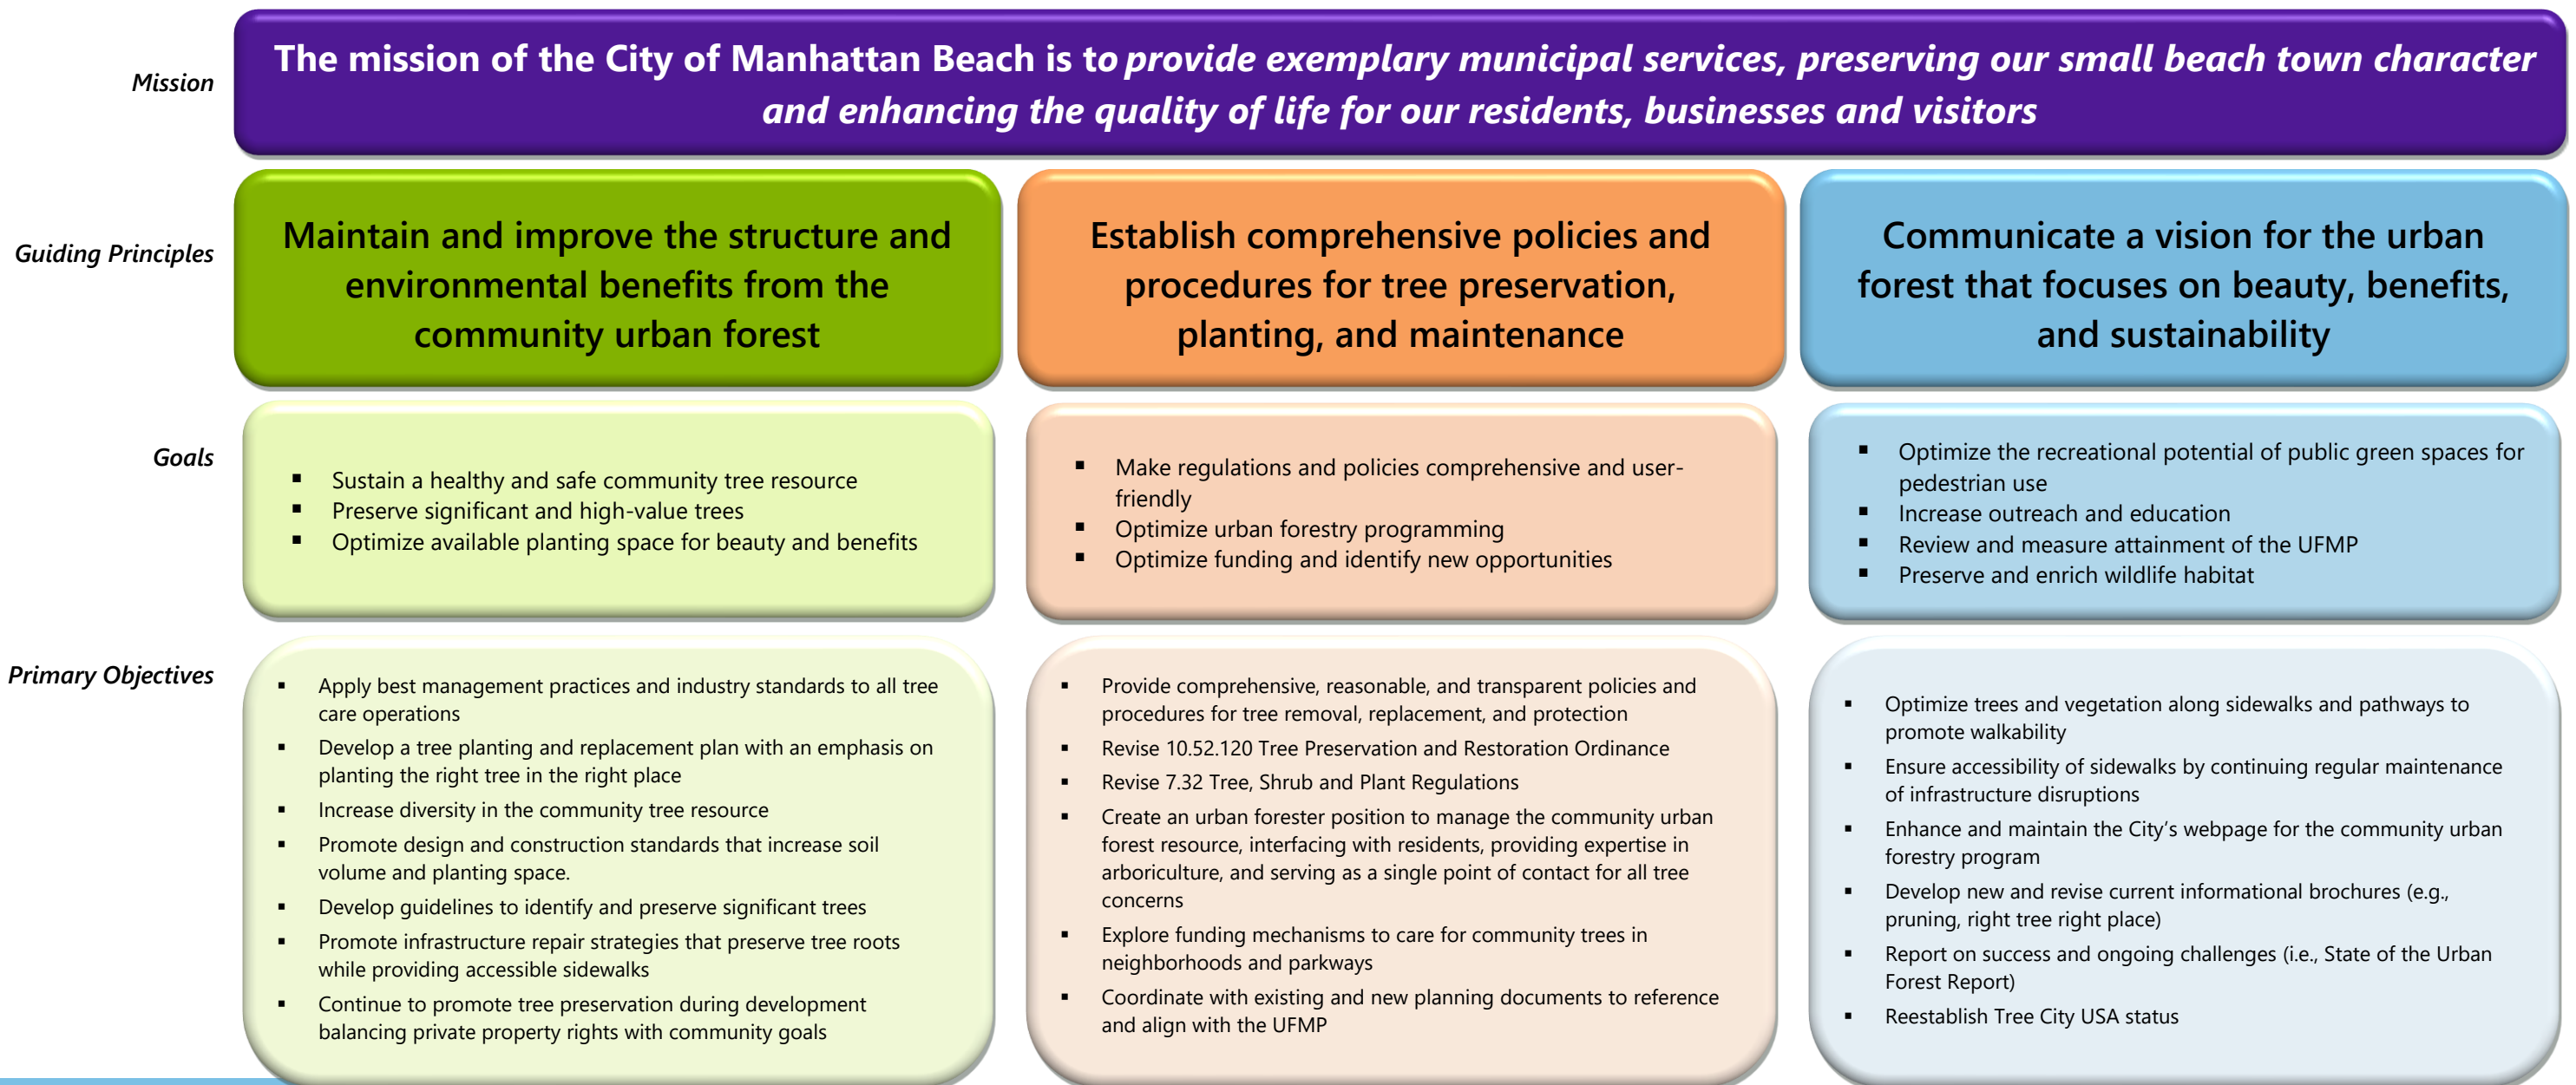 Mission
The mission of the City of Manhattan Beach is to provide exemplary municipal services, preserving our small beach town character
and enhancing the quality of life for our residents, businesses and visitors
Guiding Principles
Maintain and improve the structure and
environmental benefits from the
community urban forest
Establish comprehensive policies and
procedures for tree preservation,
planting, and maintenance
Communicate a vision for the urban
forest that focuses on beauty, benefits,
and sustainability
Goals
▪ Sustain a healthy and safe community tree resource
▪ Preserve significant and high-value trees
▪ Optimize available planting space for beauty and benefits
▪ Make regulations and policies comprehensive and user-
friendly
▪ Optimize urban forestry programming
▪ Optimize funding and identify new opportunities
▪ Optimize the recreational potential of public green spaces for
pedestrian use
▪ Increase outreach and education
▪ Review and measure attainment of the UFMP
▪ Preserve and enrich wildlife habitat
Primary Objectives
▪ Apply best management practices and industry standards to all tree
care operations
▪ Develop a tree planting and replacement plan with an emphasis on
planting the right tree in the right place
▪ Increase diversity in the community tree resource
▪ Promote design and construction standards that increase soil
volume and planting space.
▪ Develop guidelines to identify and preserve significant trees
▪ Promote infrastructure repair strategies that preserve tree roots
while providing accessible sidewalks
▪ Continue to promote tree preservation during development
balancing private property rights with community goals
▪ Provide comprehensive, reasonable, and transparent policies and
procedures for tree removal, replacement, and protection
▪ Revise 10.52.120 Tree Preservation and Restoration Ordinance
▪ Revise 7.32 Tree, Shrub and Plant Regulations
▪ Create an urban forester position to manage the community urban
forest resource, interfacing with residents, providing expertise in
arboriculture, and serving as a single point of contact for all tree
concerns
▪ Explore funding mechanisms to care for community trees in
neighborhoods and parkways
▪ Coordinate with existing and new planning documents to reference
and align with the UFMP
▪ Optimize trees and vegetation along sidewalks and pathways to
promote walkability
▪ Ensure accessibility of sidewalks by continuing regular maintenance
of infrastructure disruptions
▪ Enhance and maintain the City’s webpage for the community urban
forestry program
▪ Develop new and revise current informational brochures (e.g.,
pruning, right tree right place)
▪ Report on success and ongoing challenges (i.e., State of the Urban
Forest Report)
▪ Reestablish Tree City USA status